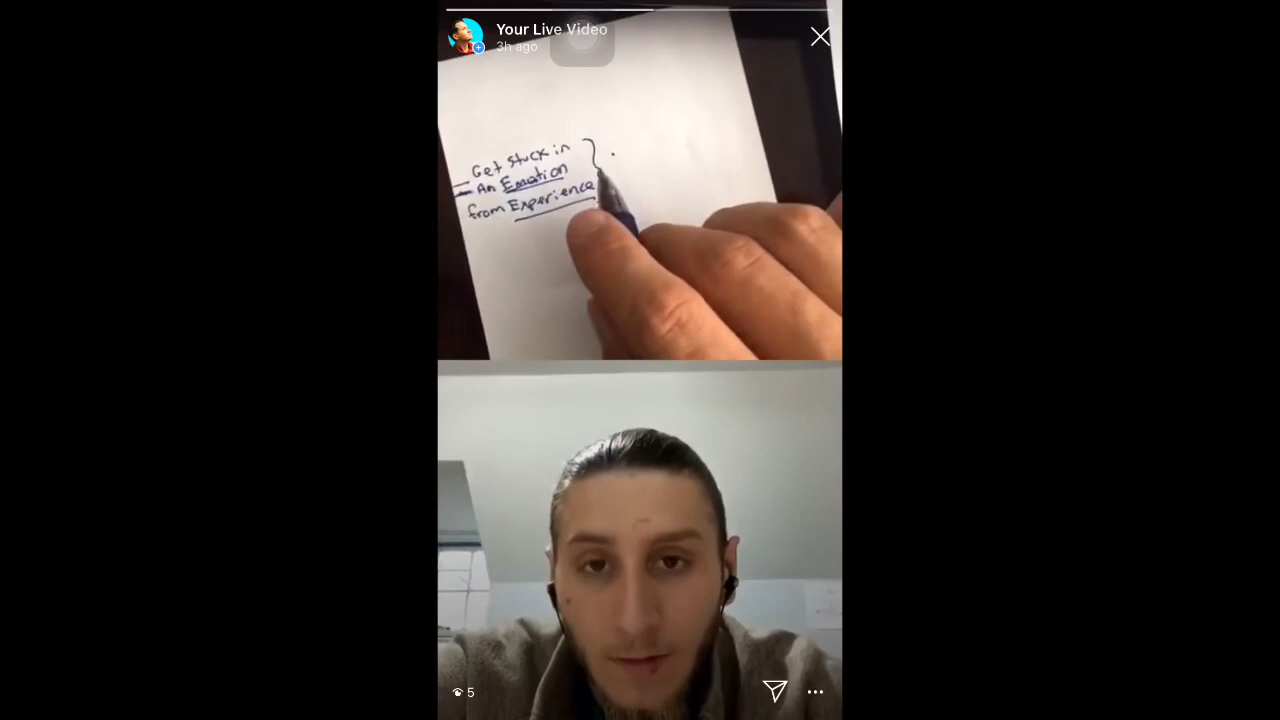 Your Live Video
3h ago
Get stuck in
An Emotion
from Experience
5